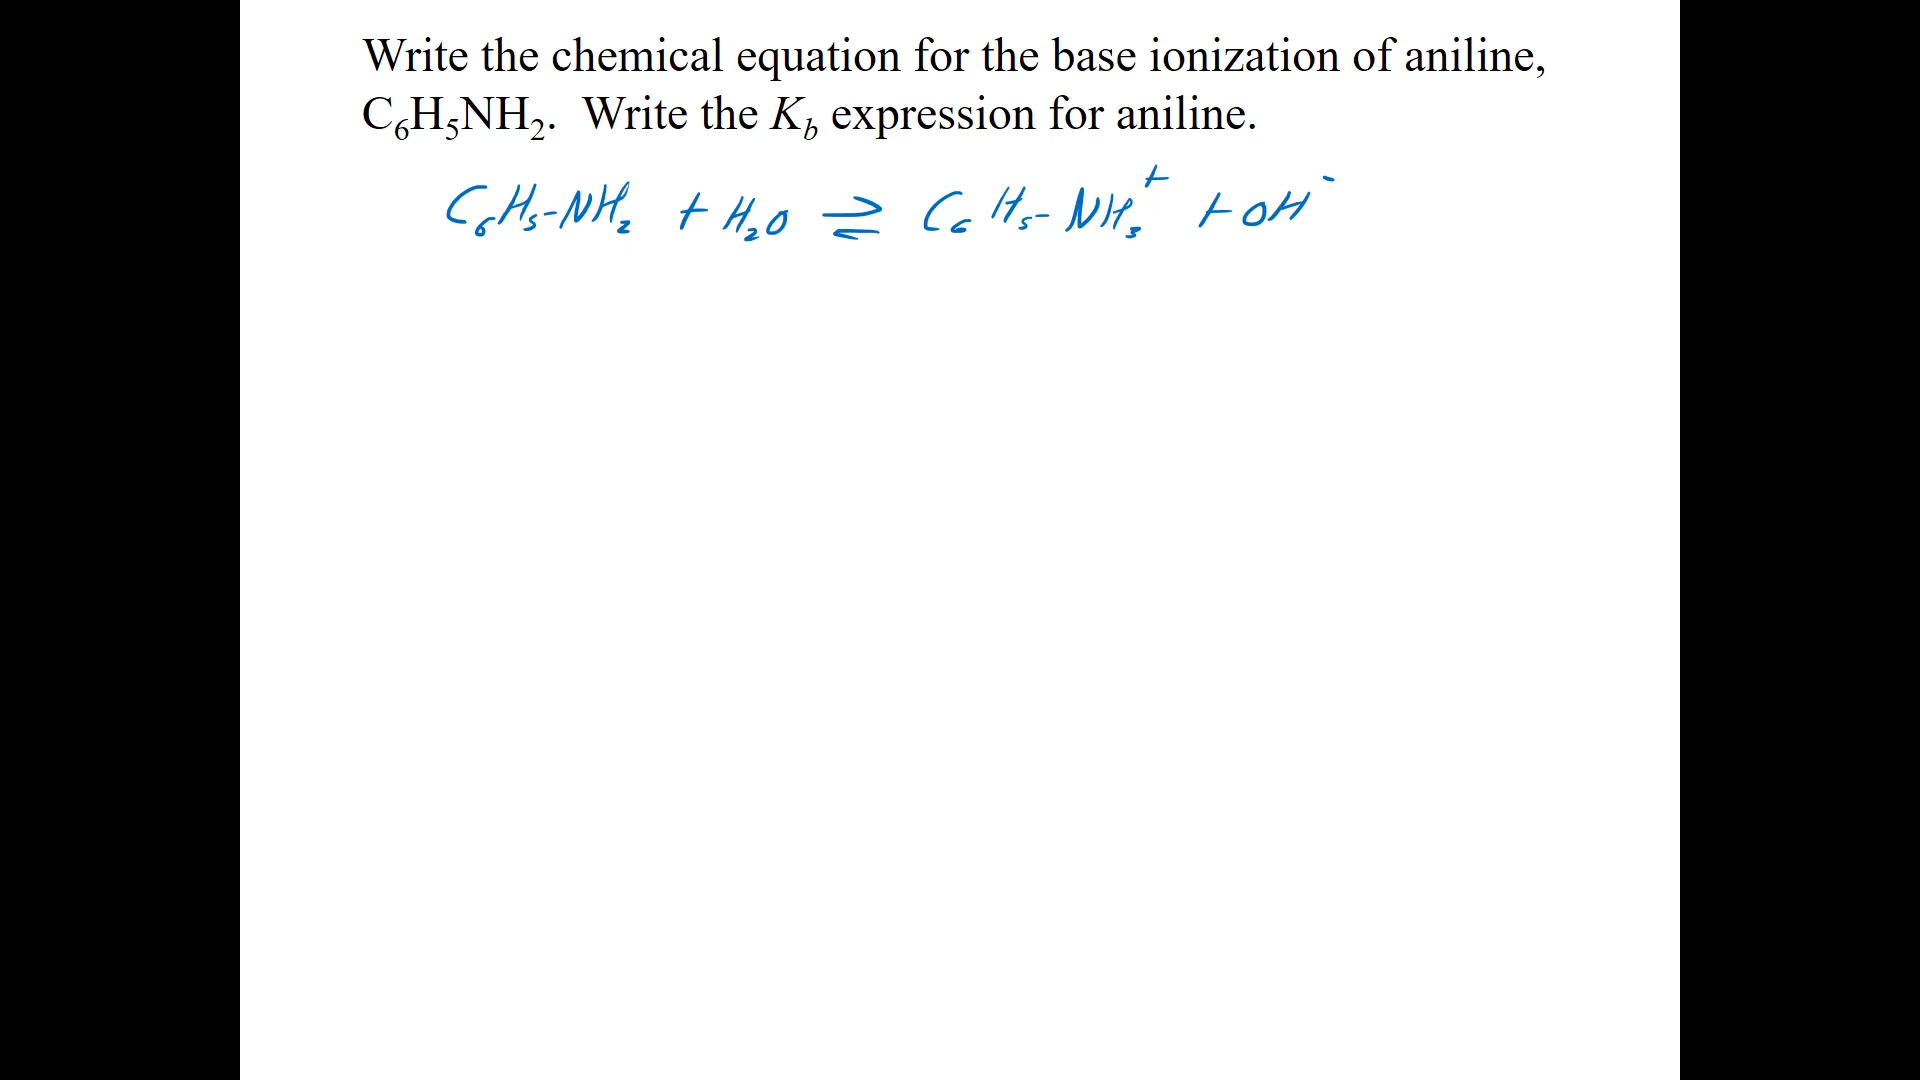 Write the chemical equation for the base ionization of aniline,
C₆H₅NH₂. Write the K_b expression for aniline.
C₆H₅-NH₂ + H₂O ⇌ C₆H₅-NH₃⁺ + OH⁻